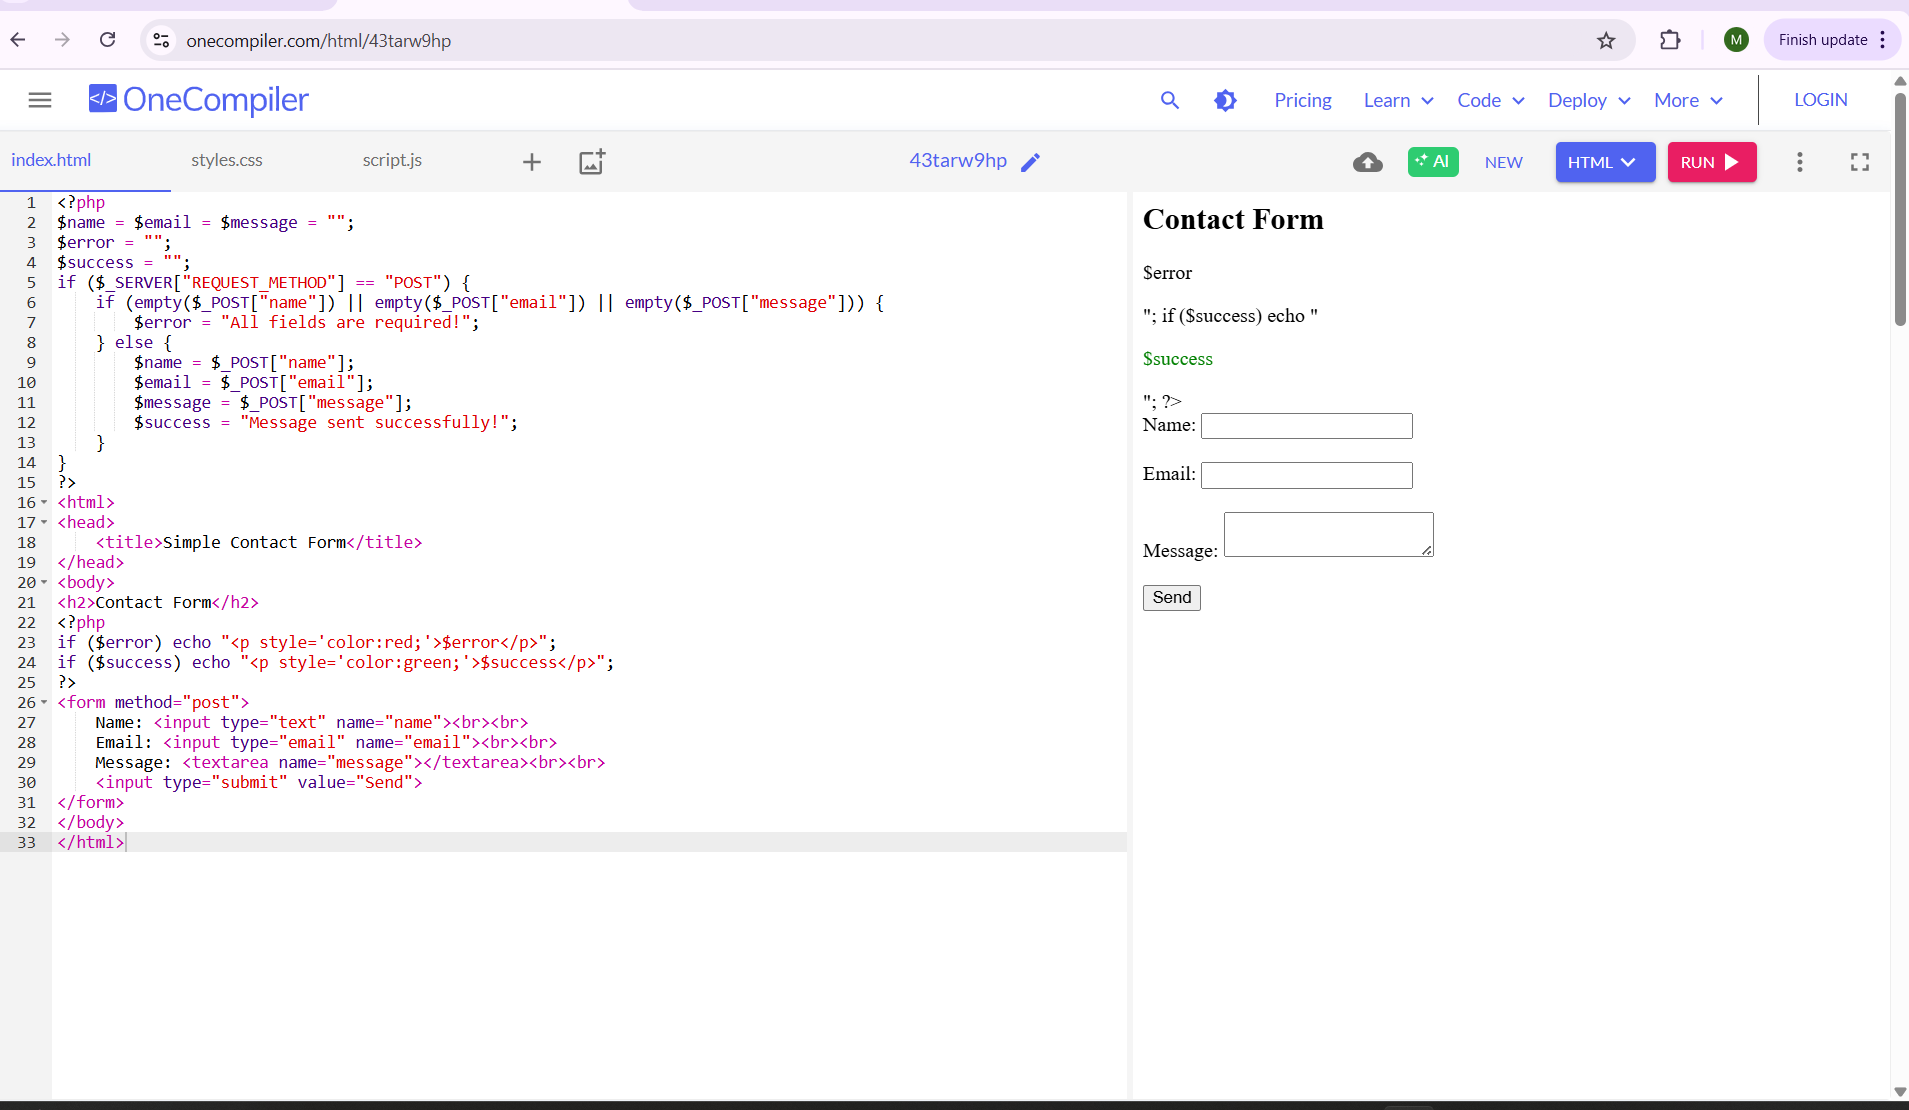 onecompiler.com/html/43tarw9hp
M
Finish update
</> OneCompiler
Pricing
Learn
Code
Deploy
More
LOGIN
index.html
styles.css
script.js
43tarw9hp
AI
NEW
HTML
RUN
1 <?php
2 $name = $email = $message = "";
3 $error = "";
4 $success = "";
5 if ($_SERVER["REQUEST_METHOD"] == "POST") {
6     if (empty($_POST["name"]) || empty($_POST["email"]) || empty($_POST["message"])) {
7         $error = "All fields are required!";
8     } else {
9         $name = $_POST["name"];
10         $email = $_POST["email"];
11         $message = $_POST["message"];
12         $success = "Message sent successfully!";
13     }
14 }
15 ?>
16 <html>
17 <head>
18     <title>Simple Contact Form</title>
19 </head>
20 <body>
21 <h2>Contact Form</h2>
22 <?php
23 if ($error) echo "<p style='color:red;'>$error</p>";
24 if ($success) echo "<p style='color:green;'>$success</p>";
25 ?>
26 <form method="post">
27     Name: <input type="text" name="name"><br><br>
28     Email: <input type="email" name="email"><br><br>
29     Message: <textarea name="message"></textarea><br><br>
30     <input type="submit" value="Send">
31 </form>
32 </body>
33 </html>
Contact Form
$error
"; if ($success) echo "
$success
"; ?>
Name:
Email:
Message:
Send